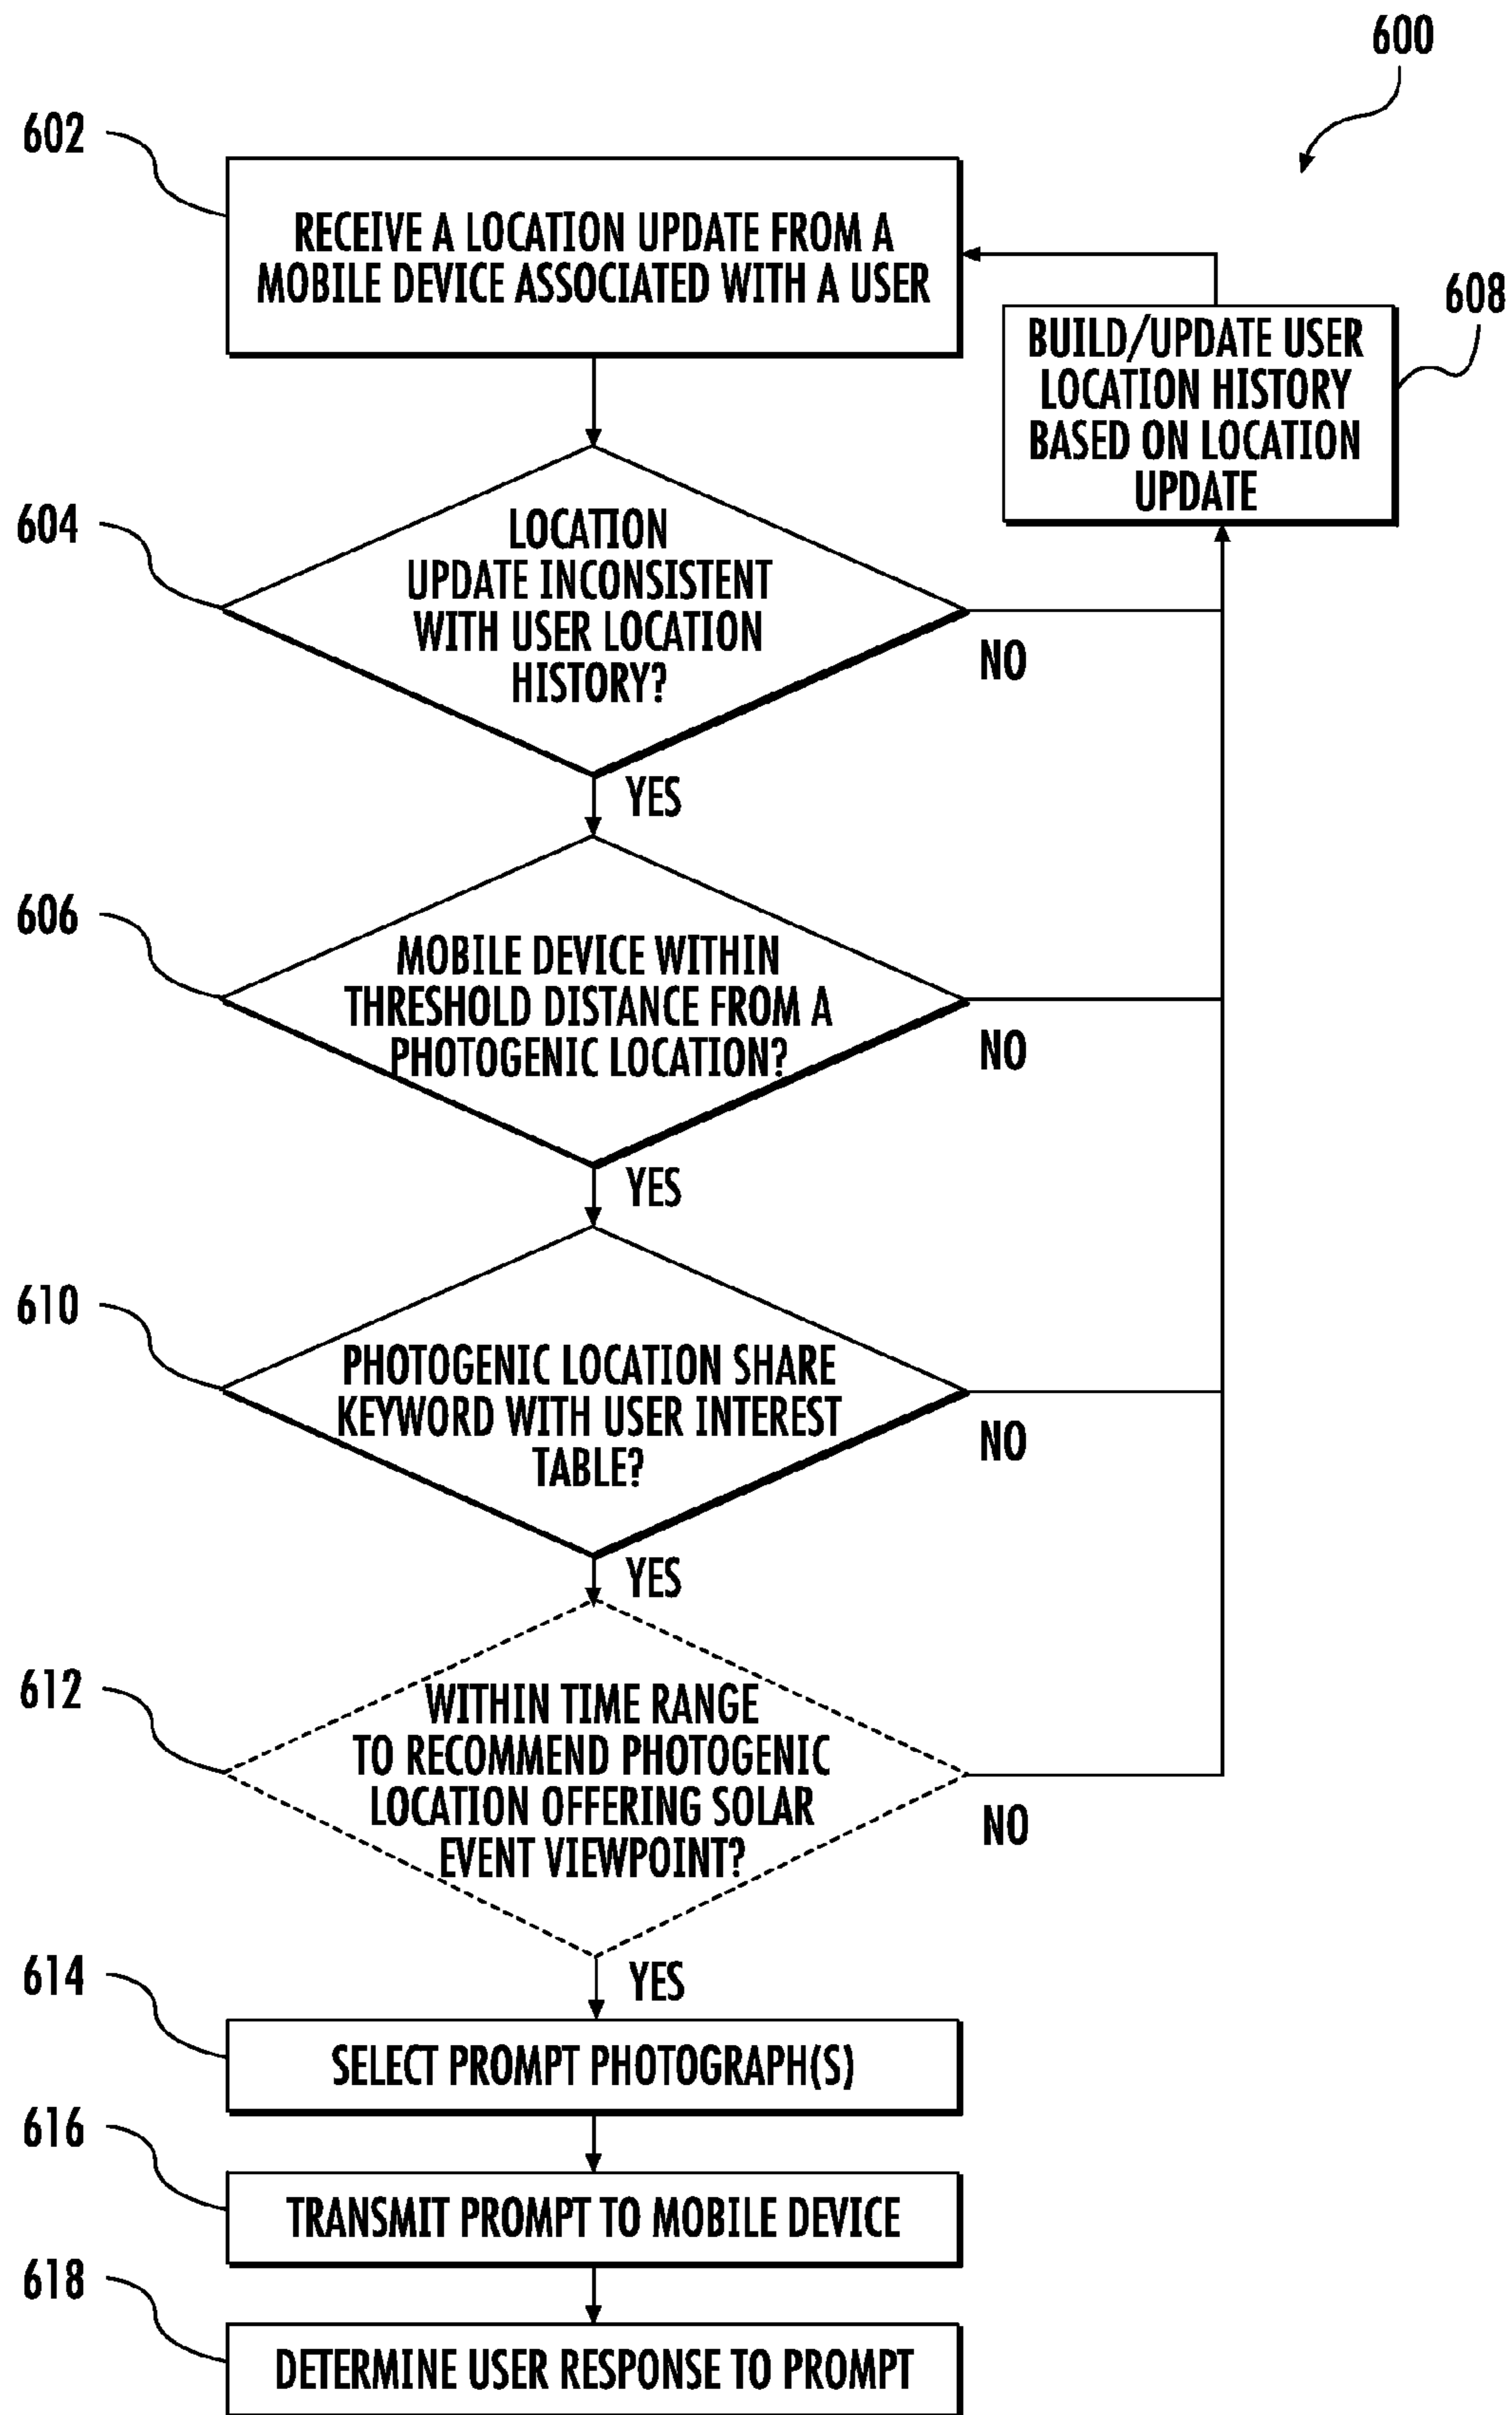 600
602
RECEIVE A LOCATION UPDATE FROM A
MOBILE DEVICE ASSOCIATED WITH A USER
608
BUILD/UPDATE USER
LOCATION HISTORY
BASED ON LOCATION
UPDATE
604
LOCATION
UPDATE INCONSISTENT
WITH USER LOCATION
HISTORY?
NO
YES
606
MOBILE DEVICE WITHIN
THRESHOLD DISTANCE FROM A
PHOTOGENIC LOCATION?
NO
YES
610
PHOTOGENIC LOCATION SHARE
KEYWORD WITH USER INTEREST
TABLE?
NO
YES
612
WITHIN TIME RANGE
TO RECOMMEND PHOTOGENIC
LOCATION OFFERING SOLAR
EVENT VIEWPOINT?
NO
YES
614
SELECT PROMPT PHOTOGRAPH(S)
616
TRANSMIT PROMPT TO MOBILE DEVICE
618
DETERMINE USER RESPONSE TO PROMPT